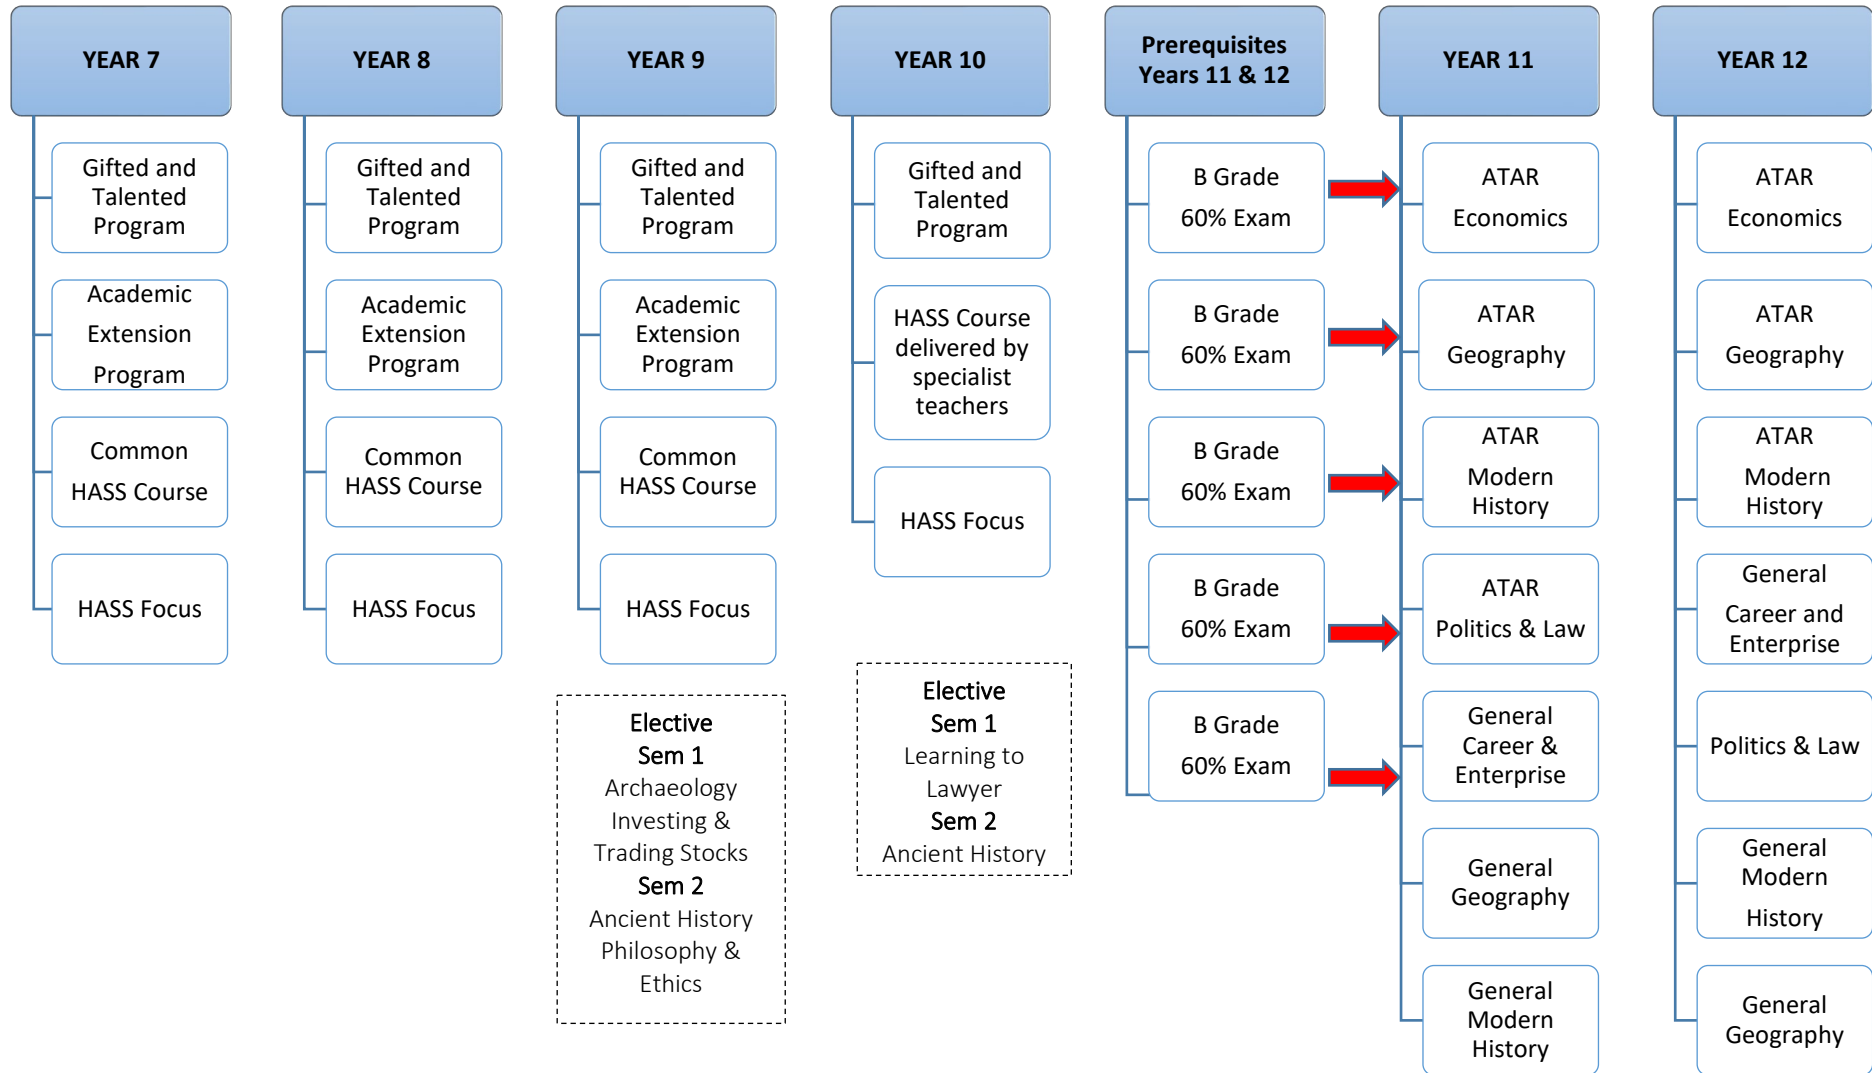 YEAR 7
Gifted and
Talented
Program
Academic
Extension
Program
Common
HASS Course
HASS Focus
YEAR 8
Gifted and
Talented
Program
Academic
Extension
Program
Common
HASS Course
HASS Focus
YEAR 9
Gifted and
Talented
Program
Academic
Extension
Program
Common
HASS Course
HASS Focus
Elective
Sem 1
Archaeology
Investing &
Trading Stocks
Sem 2
Ancient History
Philosophy &
Ethics
YEAR 10
Gifted and
Talented
Program
HASS Course
delivered by
specialist
teachers
HASS Focus
Elective
Sem 1
Learning to
Lawyer
Sem 2
Ancient History
Prerequisites
Years 11 & 12
B Grade
60% Exam
B Grade
60% Exam
B Grade
60% Exam
B Grade
60% Exam
B Grade
60% Exam
YEAR 11
ATAR
Economics
ATAR
Geography
ATAR
Modern
History
ATAR
Politics & Law
General
Career &
Enterprise
General
Geography
General
Modern
History
YEAR 12
ATAR
Economics
ATAR
Geography
ATAR
Modern
History
General
Career and
Enterprise
Politics & Law
General
Modern
History
General
Geography